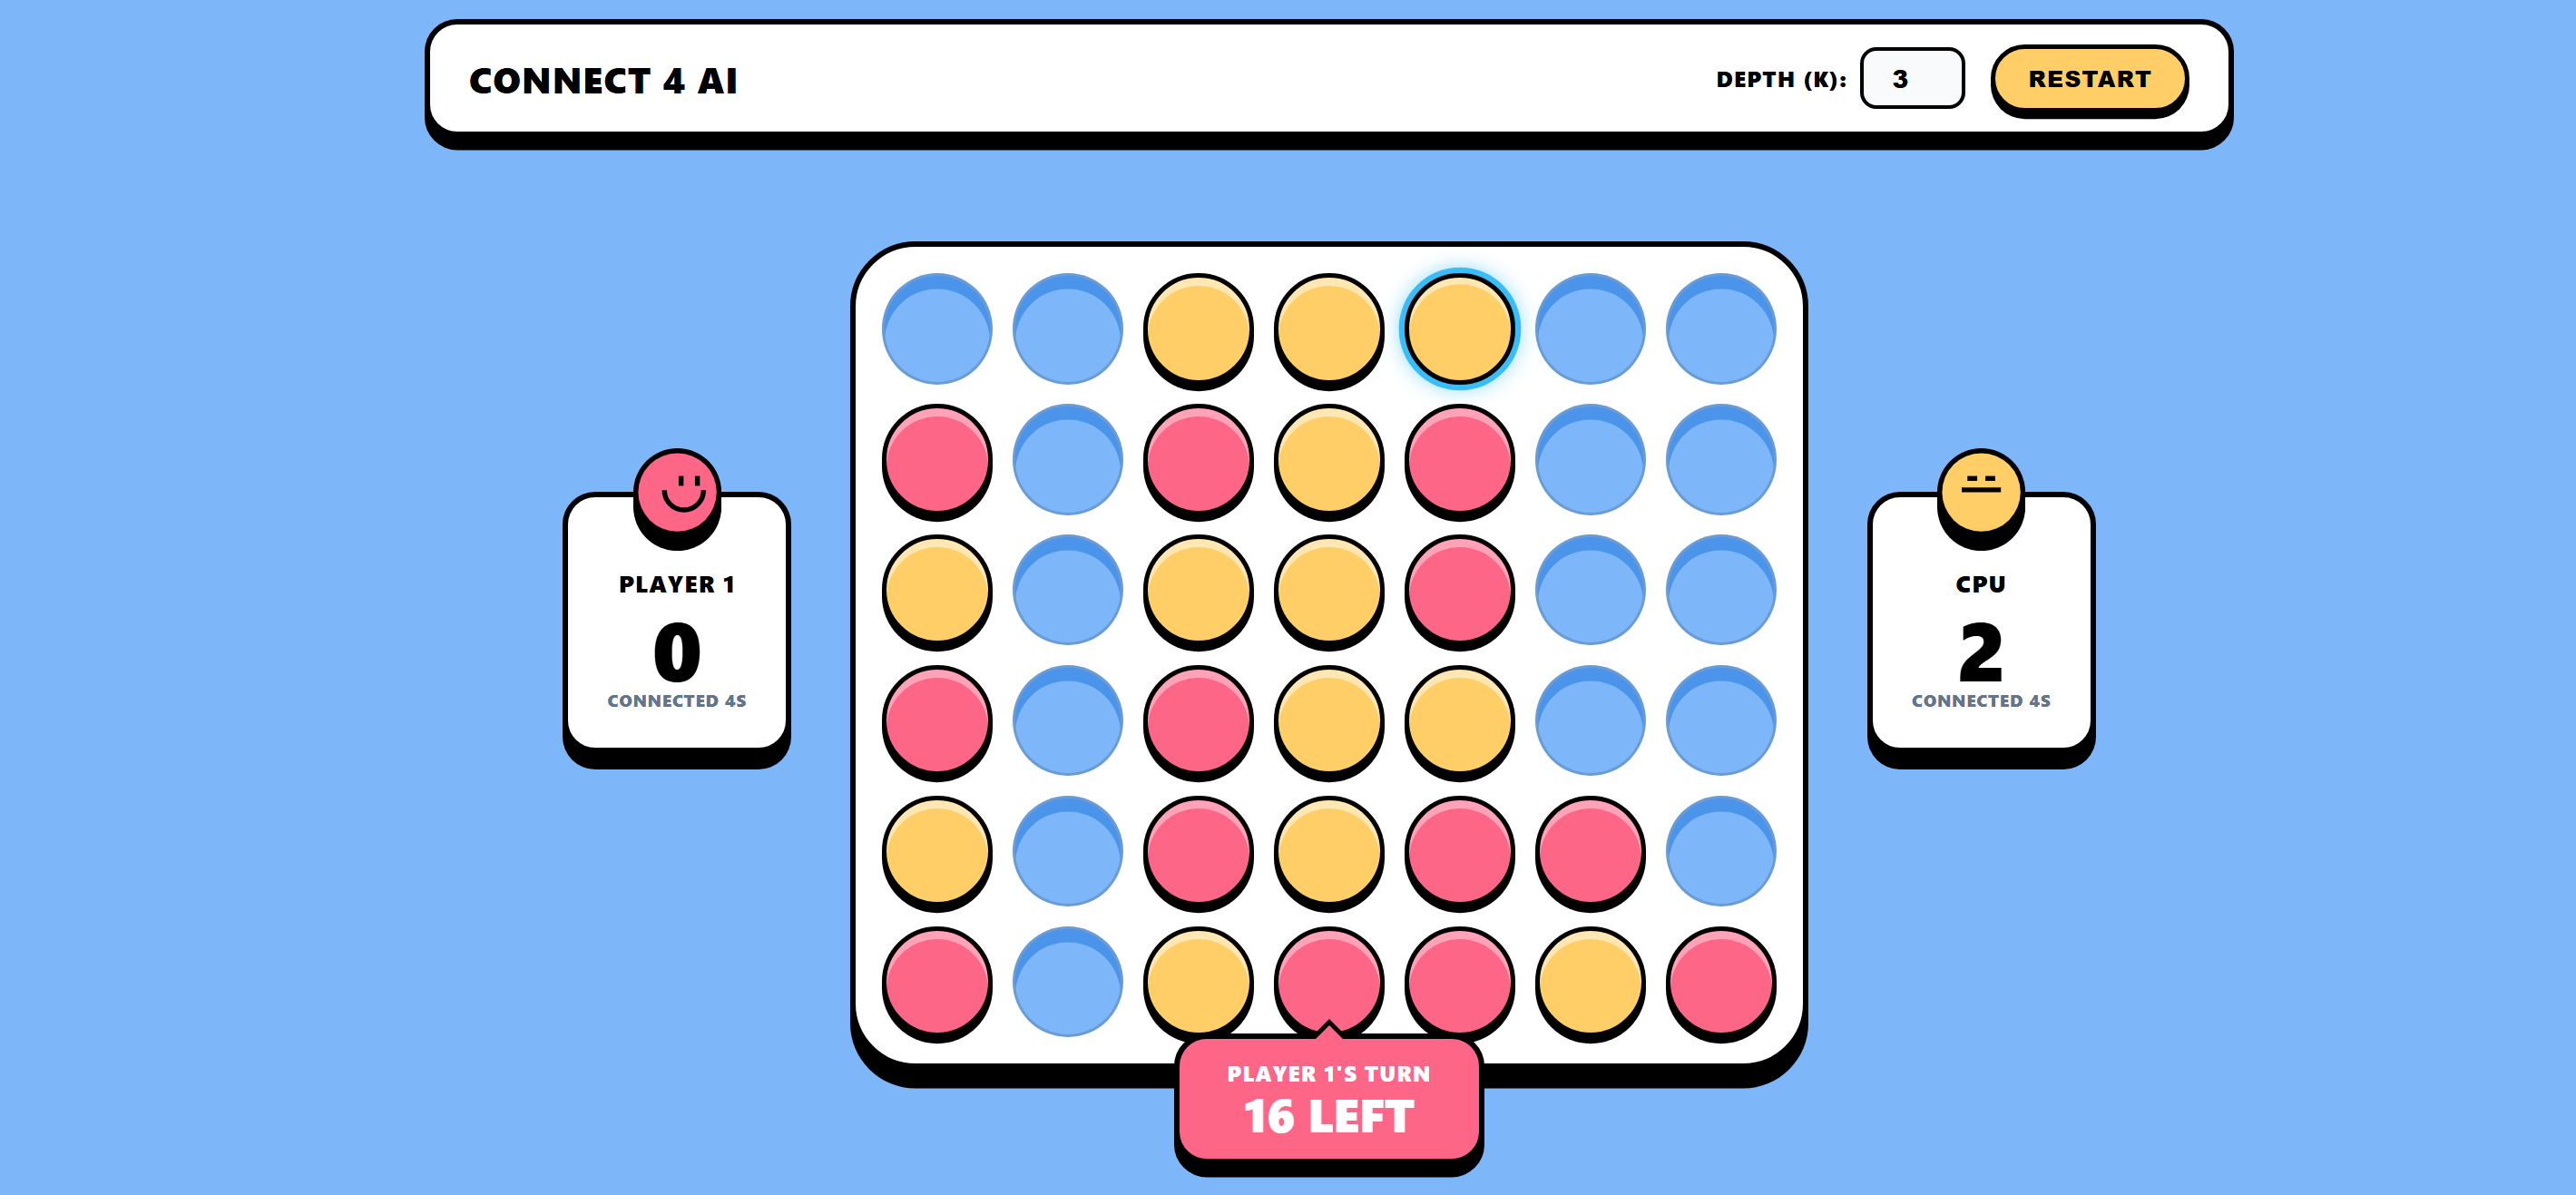 CONNECT 4 AI
DEPTH (K): 3 RESTART
PLAYER 1
0
CONNECTED 4S
CPU
2
CONNECTED 4S
PLAYER 1'S TURN
16 LEFT